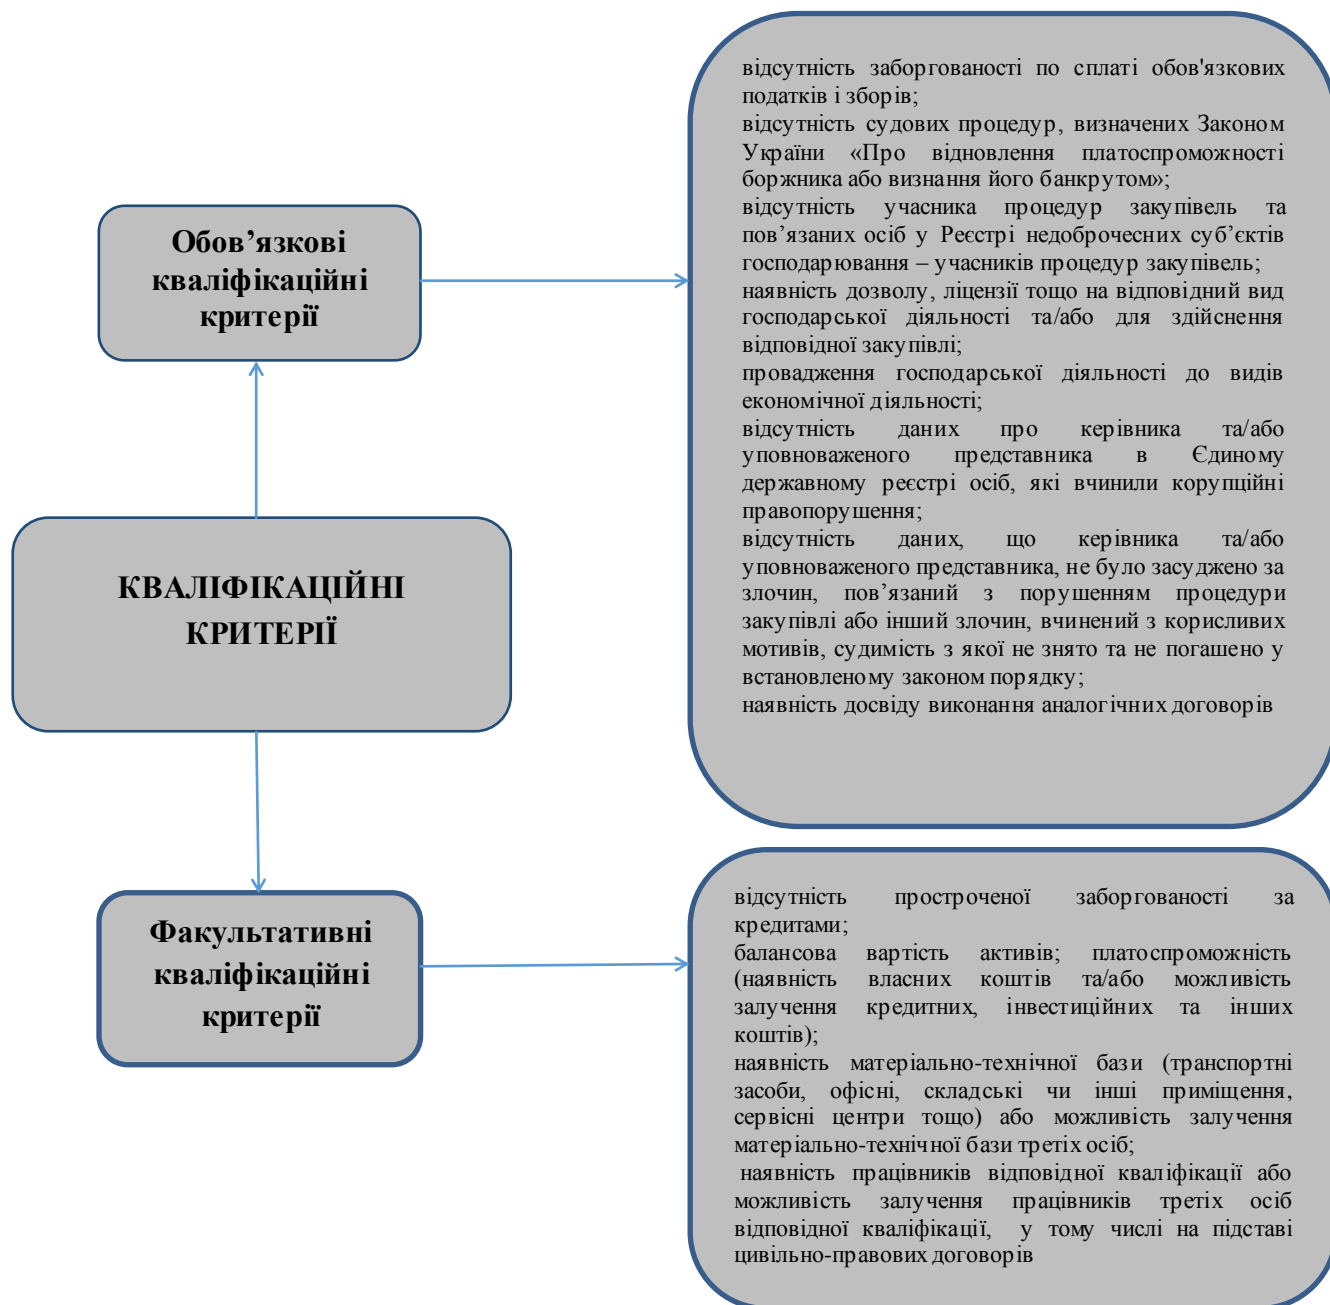 Обов’язкові
кваліфікаційні
критерії
відсутність заборгованості по сплаті обов'язкових
податків і зборів;
відсутність судових процедур, визначених Законом
України «Про відновлення платоспроможності
боржника або визнання його банкрутом»;
відсутність учасника процедур закупівель та
пов’язаних осіб у Реєстрі недоброчесних суб’єктів
господарювання – учасників процедур закупівель;
наявність дозволу, ліцензії тощо на відповідний вид
господарської діяльності та/або для здійснення
відповідної закупівлі;
провадження господарської діяльності до видів
економічної діяльності;
відсутність даних про керівника та/або
уповноваженого представника в Єдиному
державному реєстрі осіб, які вчинили корупційні
правопорушення;
відсутність даних, що керівника та/або
уповноваженого представника, не було засуджено за
злочин, пов’язаний з порушенням процедури
закупівлі або інший злочин, вчинений з корисливих
мотивів, судимість з якої не знято та не погашено у
встановленому законом порядку;
наявність досвіду виконання аналогічних договорів
КВАЛІФІКАЦІЙНІ
КРИТЕРІЇ
Факультативні
кваліфікаційні
критерії
відсутність простроченої заборгованості за
кредитами;
балансова вартість активів; платоспроможність
(наявність власних коштів та/або можливість
залучення кредитних, інвестиційних та інших
коштів);
наявність матеріально-технічної бази (транспортні
засоби, офісні, складські чи інші приміщення,
сервісні центри тощо) або можливість залучення
матеріально-технічної бази третіх осіб;
наявність працівників відповідної кваліфікації або
можливість залучення працівників третіх осіб
відповідної кваліфікації, у тому числі на підставі
цивільно-правових договорів